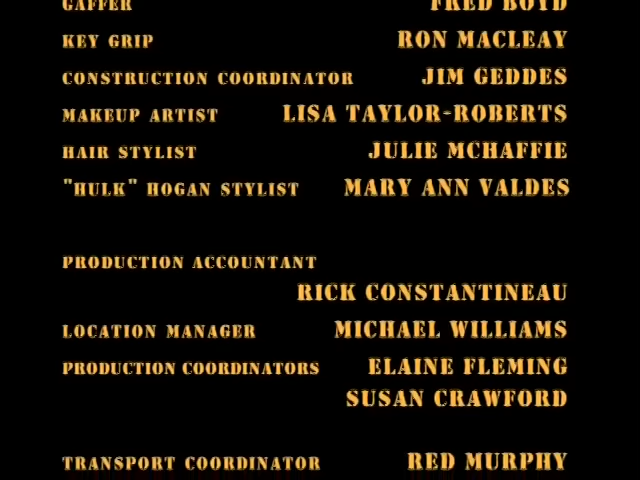 GAFFER FRED BOYD
KEY GRIP RON MACLEAY
CONSTRUCTION COORDINATOR JIM GEDDES
MAKEUP ARTIST LISA TAYLOR-ROBERTS
HAIR STYLIST JULIE MCHAFFIE
"HULK" HOGAN STYLIST MARY ANN VALDES
PRODUCTION ACCOUNTANT
RICK CONSTANTINEAU
LOCATION MANAGER MICHAEL WILLIAMS
PRODUCTION COORDINATORS ELAINE FLEMING
SUSAN CRAWFORD
TRANSPORT COORDINATOR RED MURPHY